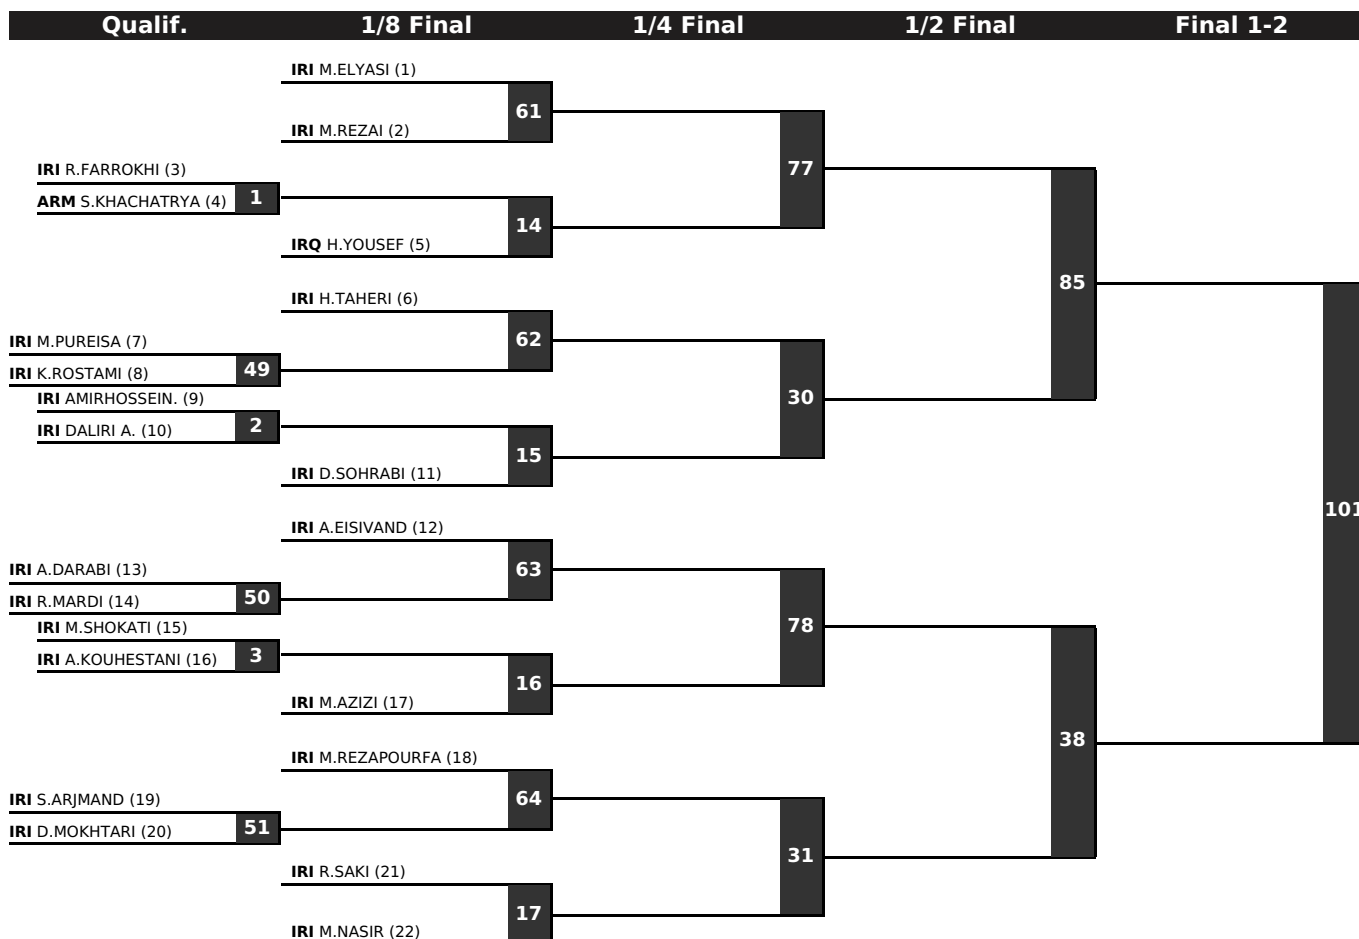 Qualif. 1/8 Final 1/4 Final 1/2 Final Final 1-2
IRI M.ELYASI (1)
61
IRI M.REZAI (2)
IRI R.FARROKHI (3)
77
ARM S.KHACHATRYA (4) 1
14
IRQ H.YOUSEF (5)
85
IRI H.TAHERI (6)
62
IRI M.PUREISA (7)
IRI K.ROSTAMI (8) 49
IRI AMIRHOSSEIN. (9)
30
IRI DALIRI A. (10) 2
15
IRI D.SOHRABI (11)
101
IRI A.EISIVAND (12)
63
IRI A.DARABI (13)
IRI R.MARDI (14) 50
IRI M.SHOKATI (15)
78
IRI A.KOUHESTANI (16) 3
16
IRI M.AZIZI (17)
38
IRI M.REZAPOURFA (18)
64
IRI S.ARJMAND (19)
IRI D.MOKHTARI (20) 51
31
IRI R.SAKI (21)
17
IRI M.NASIR (22)